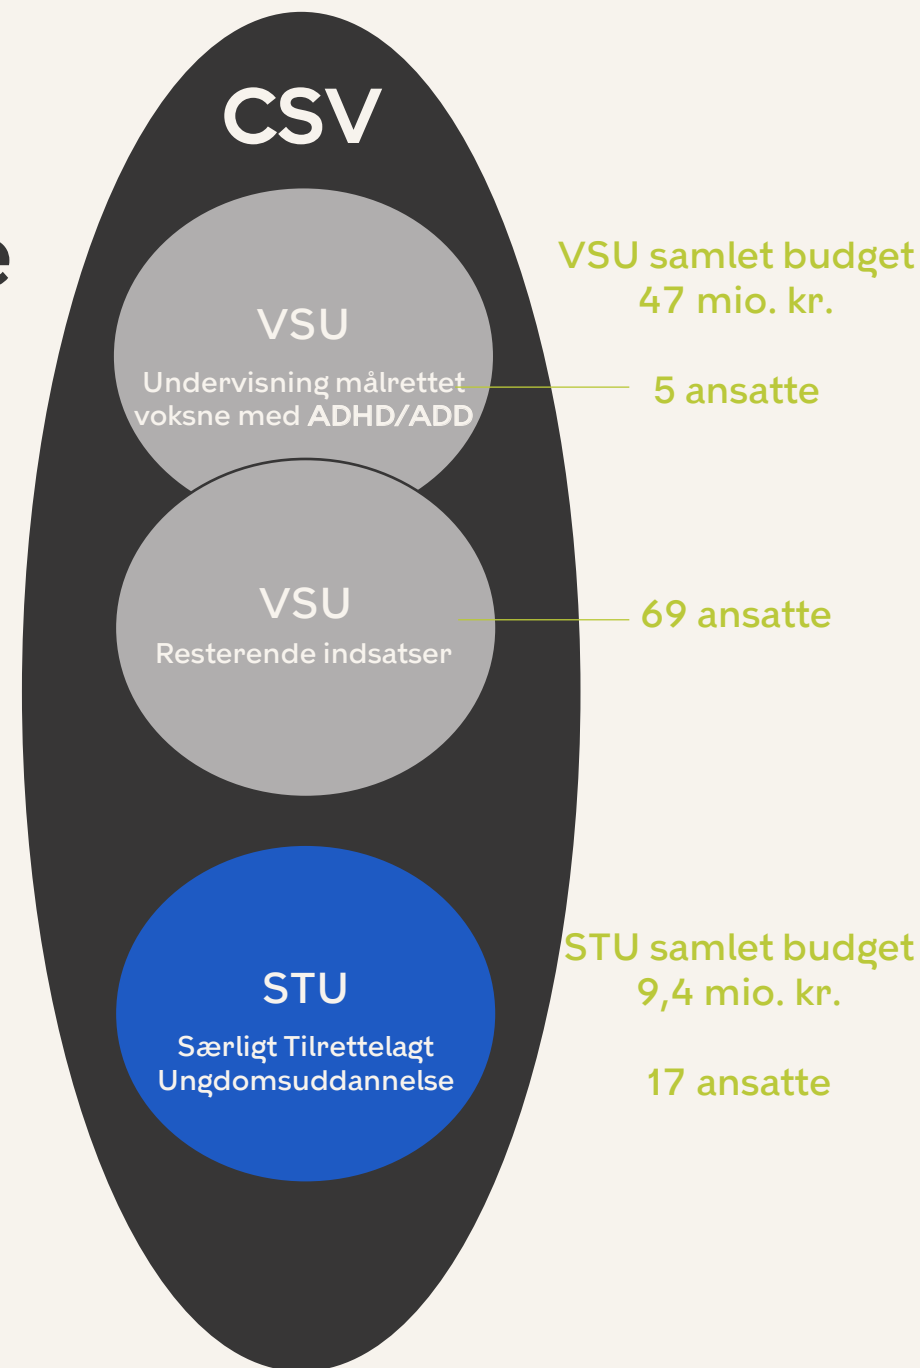 CSV
e
VSU samlet budget
47 mio. kr.
VSU
Undervisning målrettet
voksne med ADHD/ADD
5 ansatte
VSU
Resterende indsatser
69 ansatte
STU samlet budget
9,4 mio. kr.
STU
Særligt Tilrettelagt
Ungdomsuddannelse
17 ansatte